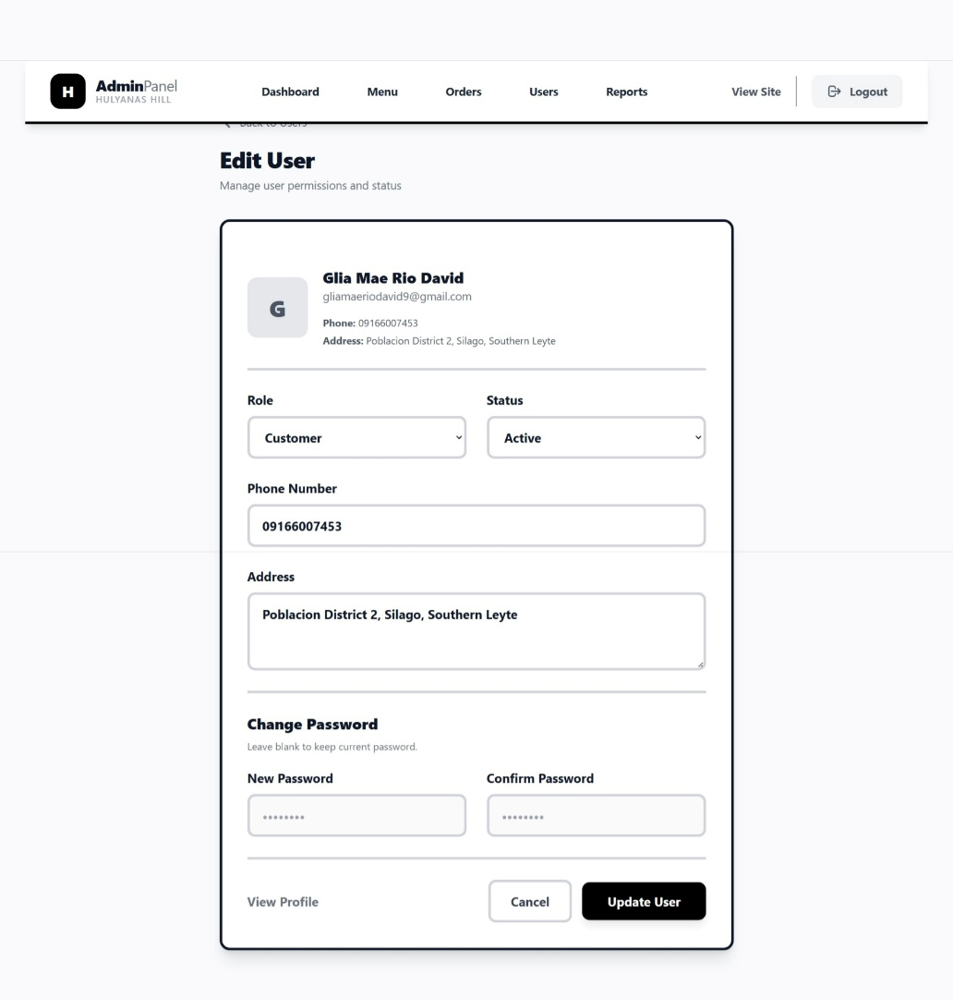 H
AdminPanel
HULYANAS HILL
Dashboard
Menu
Orders
Users
Reports
View Site
Logout
Back to Users
Edit User
Manage user permissions and status
G
Glia Mae Rio David
gliamaeriodavid9@gmail.com
Phone: 09166007453
Address: Poblacion District 2, Silago, Southern Leyte
Role
Status
Customer
Active
Phone Number
09166007453
Address
Poblacion District 2, Silago, Southern Leyte
Change Password
Leave blank to keep current password.
New Password
Confirm Password
••••••••
••••••••
View Profile
Cancel
Update User